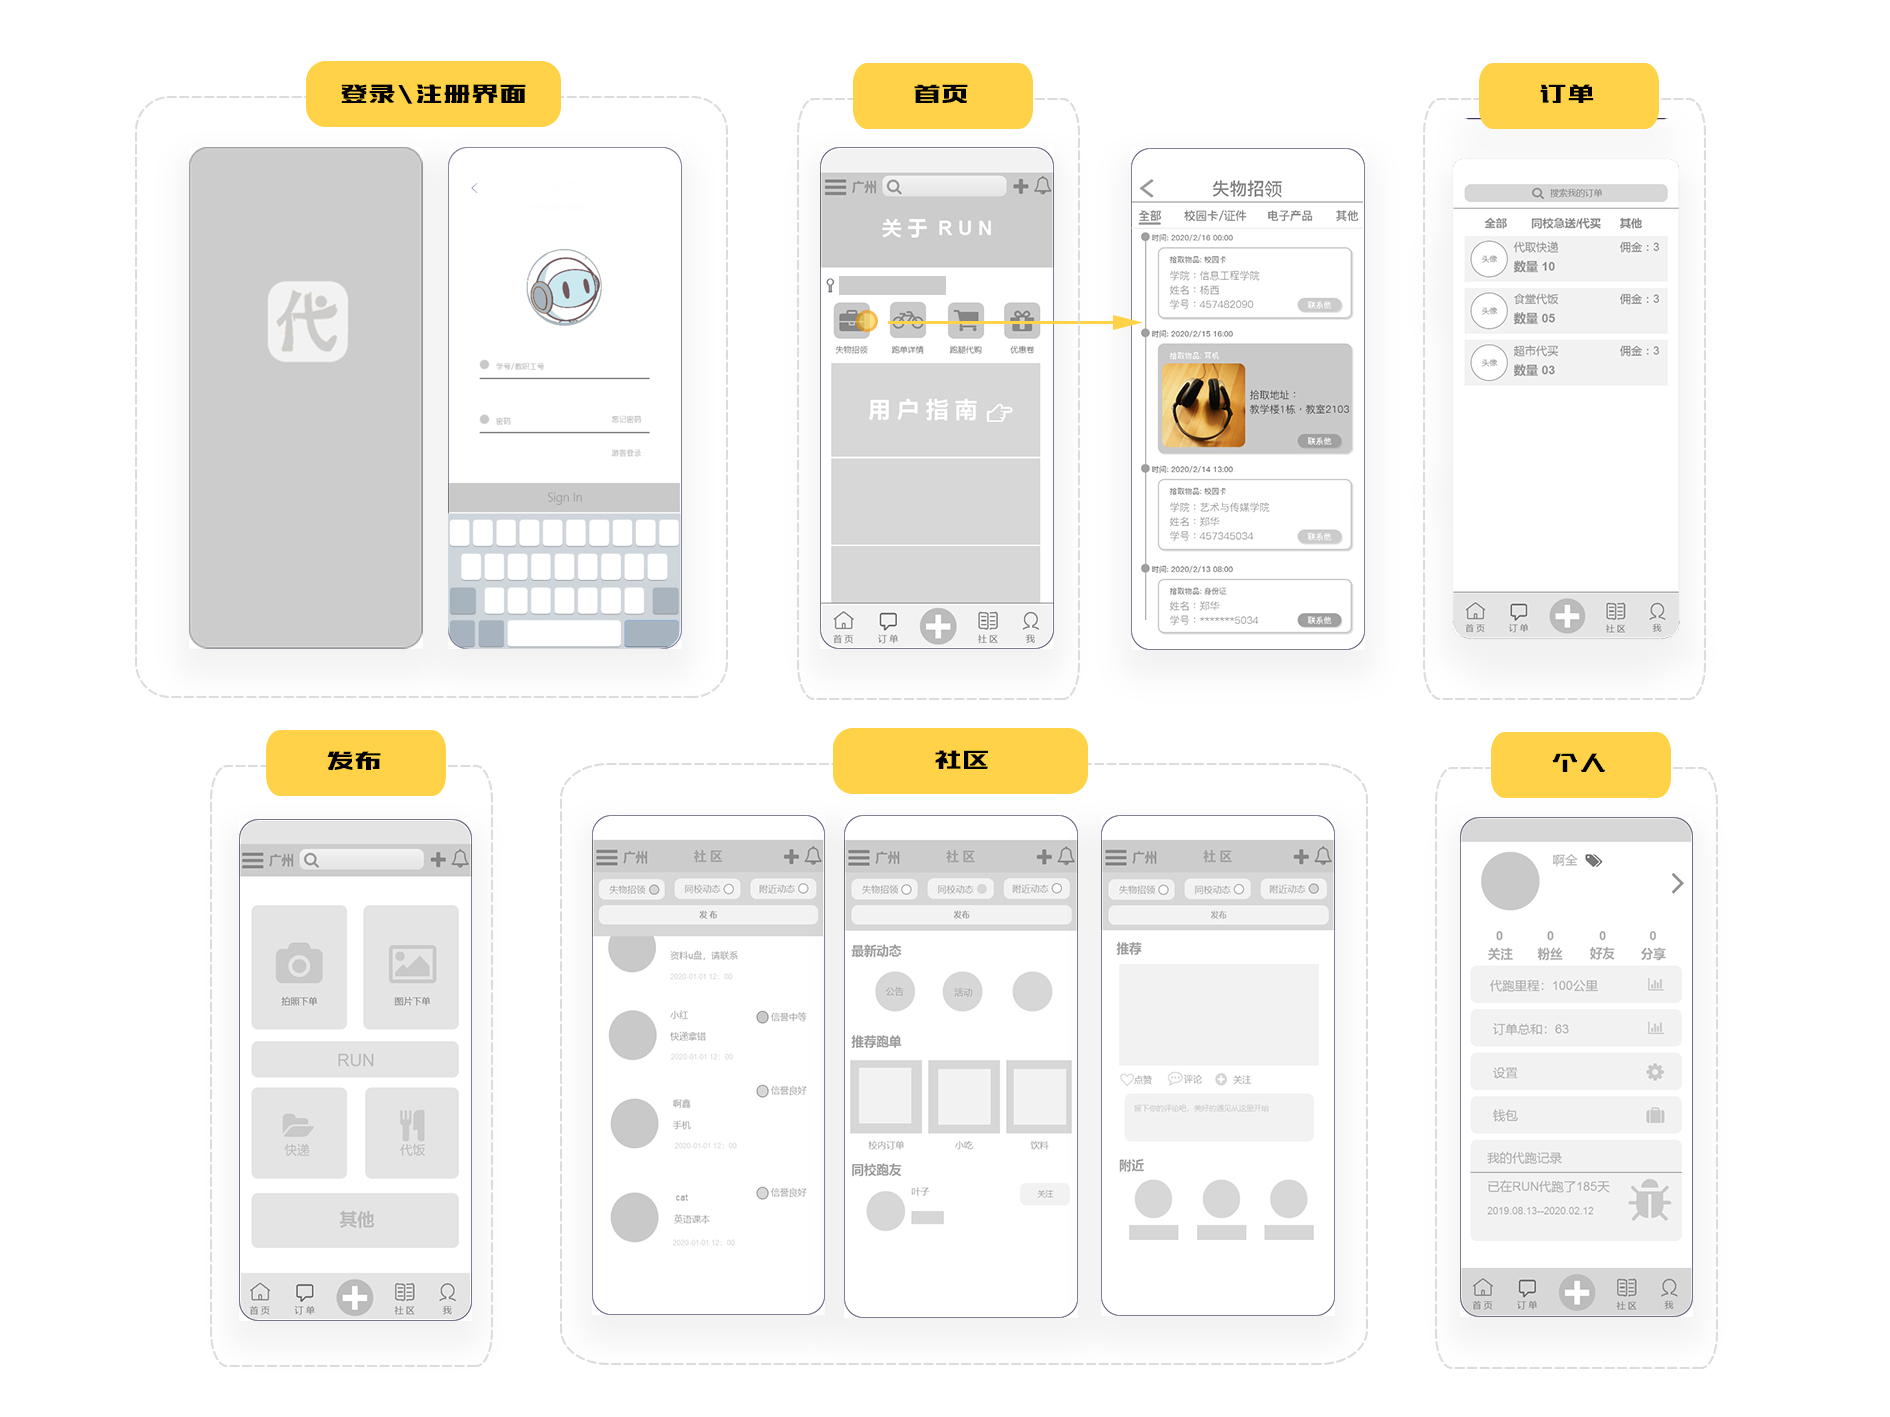 登录\注册界面
代
学号/教职工号
密码
忘记密码
游客登录
Sign In
首页
广州
关于RUN
失物招领
跑单详情
跑腿代购
优惠卷
用户指南
首页
订单
社区
我
失物招领
全部
校园卡/证件
电子产品
其他
时间: 2020/2/16 00:00
拾取物品: 校园卡
学院：信息工程学院
姓名：杨西
学号：457482090
联系他
时间: 2020/2/15 16:00
拾取物品: 耳机
拾取地址：
教学楼1栋·教室2103
联系他
时间: 2020/2/14 13:00
拾取物品: 校园卡
学院：艺术与传媒学院
姓名：郑华
学号：457345034
联系他
时间: 2020/2/13 08:00
拾取物品: 身份证
姓名：郑华
学号：*******5034
联系他
订单
搜索我的订单
全部
同校急送/代买
其他
头像
代取快递
佣金：3
数量 10
头像
食堂代饭
佣金：3
数量 05
头像
超市代买
佣金：3
数量 03
首页
订单
社区
我
发布
广州
拍照下单
图片下单
RUN
快递
代饭
其他
首页
订单
社区
我
社区
广州
社区
失物招领
同校动态
附近动态
发布
资料u盘，请联系
2020-01-01 12：00
小红
信誉中等
快递拿错
2020-01-01 12：00
信誉良好
啊鑫
手机
2020-01-01 12：00
信誉良好
cat
英语课本
2020-01-01 12：00
广州
社区
失物招领
同校动态
附近动态
发布
最新动态
公告
活动
推荐跑单
校内订单
小吃
饮料
同校跑友
叶子
关注
广州
社区
失物招领
同校动态
附近动态
发布
推荐
点赞
评论
关注
留下你的评论吧，美好的遇见从这里开始
附近
个人
啊全
0
0
0
0
关注
粉丝
好友
分享
代跑里程：100公里
订单总和：63
设置
钱包
我的代跑记录
已在RUN代跑了185天
2019.08.13--2020.02.12
首页
订单
社区
我